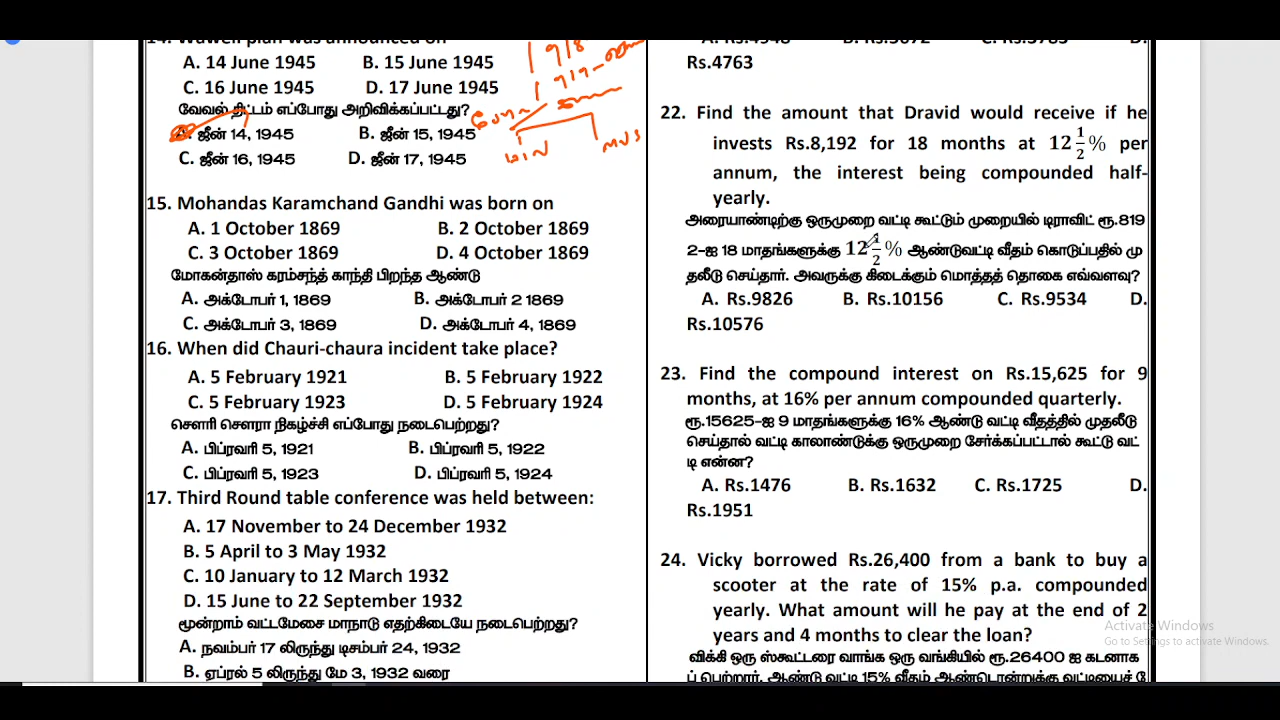 14. Wavell plan was announced on
A. 14 June 1945 B. 15 June 1945
C. 16 June 1945 D. 17 June 1945
வேவல் திட்டம் எப்போது அறிவிக்கப்பட்டது?
A. ஜீன் 14, 1945 B. ஜீன் 15, 1945
C. ஜீன் 16, 1945 D. ஜீன் 17, 1945
1918
1919
15. Mohandas Karamchand Gandhi was born on
A. 1 October 1869 B. 2 October 1869
C. 3 October 1869 D. 4 October 1869
மோகன்தாஸ் கரம்சந்த் காந்தி பிறந்த ஆண்டு
A. அக்டோபர் 1, 1869 B. அக்டோபர் 2 1869
C. அக்டோபர் 3, 1869 D. அக்டோபர் 4, 1869
16. When did Chauri-chaura incident take place?
A. 5 February 1921 B. 5 February 1922
C. 5 February 1923 D. 5 February 1924
சௌரி சௌரா நிகழ்ச்சி எப்போது நடைபெற்றது?
A. பிப்ரவரி 5, 1921 B. பிப்ரவரி 5, 1922
C. பிப்ரவரி 5, 1923 D. பிப்ரவரி 5, 1924
17. Third Round table conference was held between:
A. 17 November to 24 December 1932
B. 5 April to 3 May 1932
C. 10 January to 12 March 1932
D. 15 June to 22 September 1932
மூன்றாம் வட்டமேசை மாநாடு எதற்கிடையே நடைபெற்றது?
A. நவம்பர் 17 லிருந்து டிசம்பர் 24, 1932
B. ஏப்ரல் 5 லிருந்து மே 3, 1932 வரை
Rs.4763
22. Find the amount that Dravid would receive if he
invests Rs.8,192 for 18 months at 12 1/2 % per
annum, the interest being compounded half-
yearly.
அரையாண்டிற்கு ஒருமுறை வட்டி கூட்டும் முறையில் டிராவிட் ரூ.819
2-ஐ 18 மாதங்களுக்கு 12 1/2 % ஆண்டுவட்டி வீதம் கொடுப்பதில் மு
தலீடு செய்தார். அவருக்கு கிடைக்கும் மொத்தத் தொகை எவ்வளவு?
A. Rs.9826 B. Rs.10156 C. Rs.9534 D.
Rs.10576
23. Find the compound interest on Rs.15,625 for 9
months, at 16% per annum compounded quarterly.
ரூ.15625-ஐ 9 மாதங்களுக்கு 16% ஆண்டு வட்டி வீதத்தில் முதலீடு
செய்தால் வட்டி காலாண்டுக்கு ஒருமுறை சேர்க்கப்பட்டால் கூட்டு வட்
டி என்ன?
A. Rs.1476 B. Rs.1632 C. Rs.1725 D.
Rs.1951
24. Vicky borrowed Rs.26,400 from a bank to buy a
scooter at the rate of 15% p.a. compounded
yearly. What amount will he pay at the end of 2
years and 4 months to clear the loan?
விக்கி ஒரு ஸ்கூட்டரை வாங்க ஒரு வங்கியில் ரூ.26400 ஐ கடனாக
Activate Windows
Go to Settings to activate Windows.